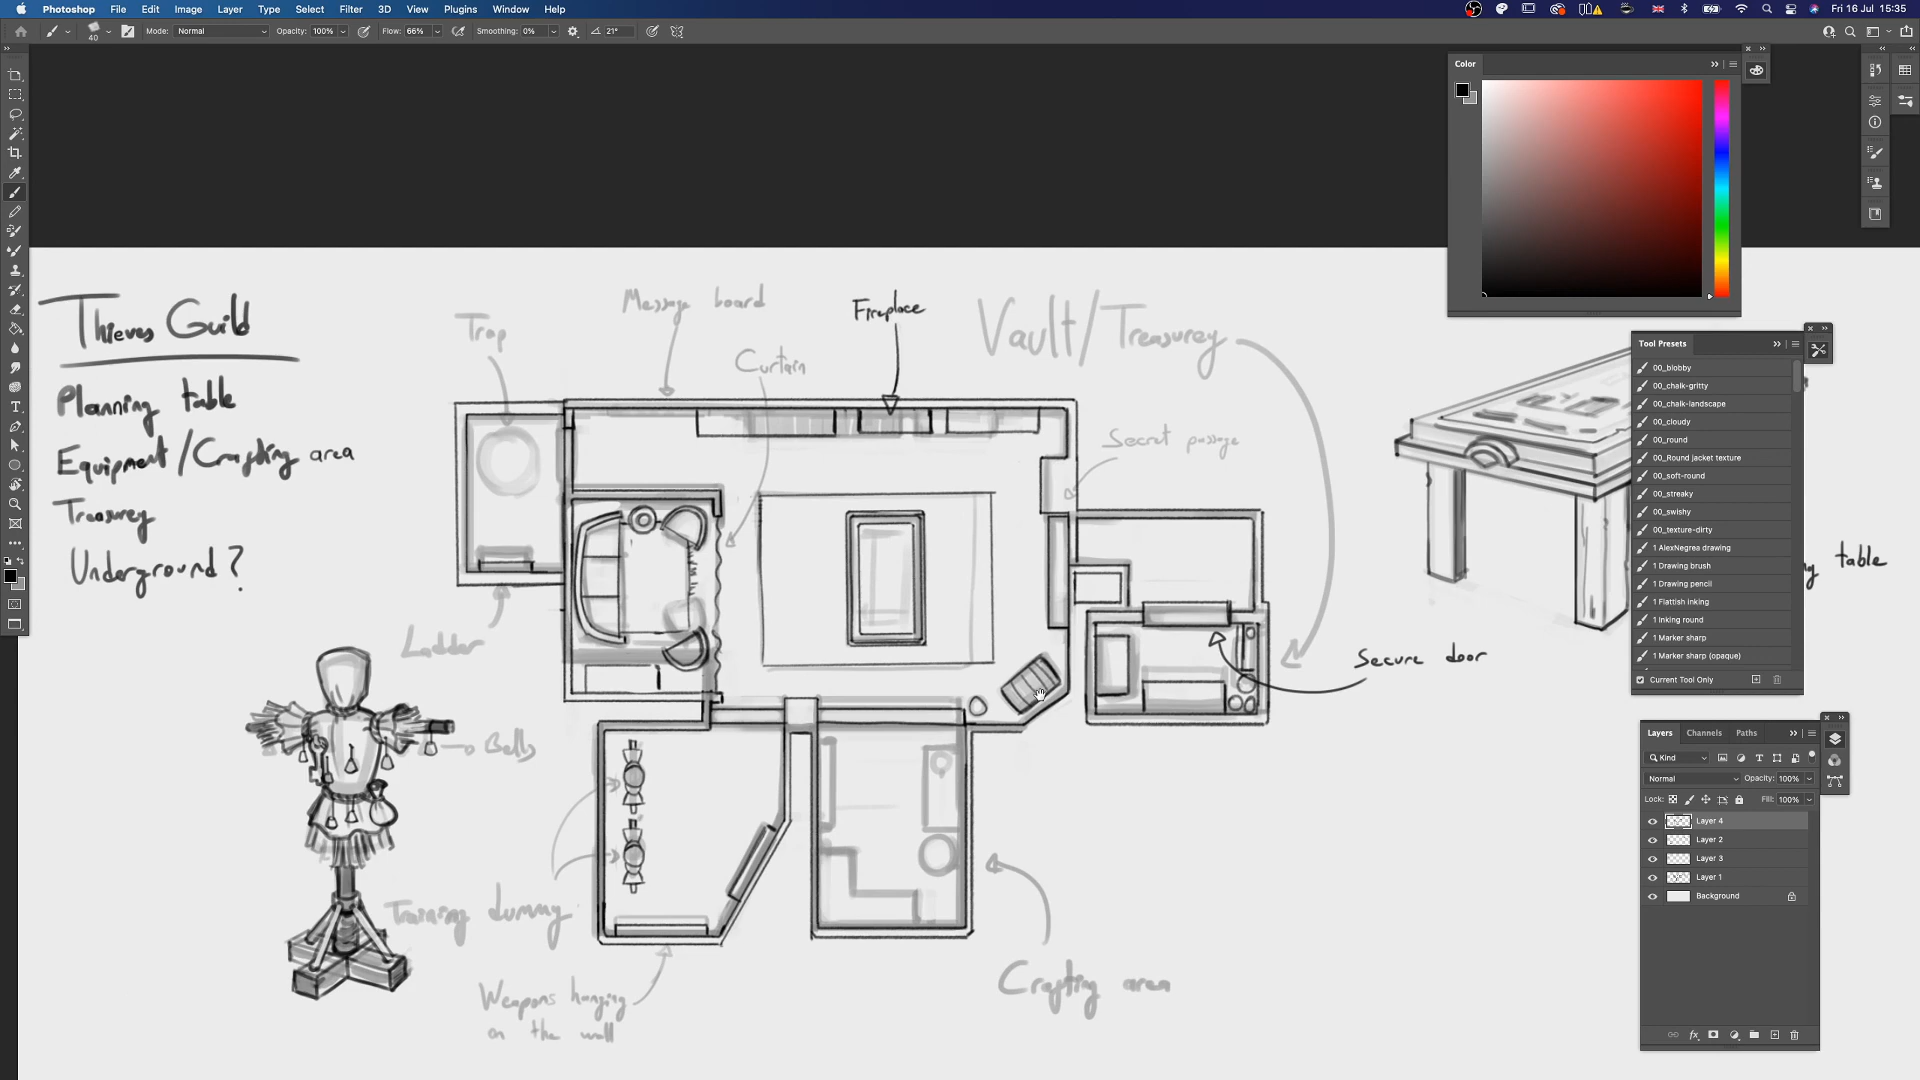 Photoshop File Edit Image Layer Type Select Filter 3D View Plugins Window Help
Fri 16 Jul 15:35
40 Mode: Normal Opacity: 100% Flow: 66% Smoothing: 0% 21°
Color
Thieves Guild
Planning table
Equipment/Crafting area
Treasurey
Underground?
Trap
Message board
Curtain
Fireplace
Vault/Treasurey
Secret passage
Ladder
Secure door
Bells
Training dummy
Weapons hanging
on the wall
Crafting area
table
Tool Presets
00_blobby
00_chalk-gritty
00_chalk-landscape
00_cloudy
00_round
00_Round jacket texture
00_soft-round
00_streaky
00_swishy
00_texture-dirty
1 AlexNegrea drawing
1 Drawing brush
1 Drawing pencil
1 Flattish inking
1 Inking round
1 Marker sharp
1 Marker sharp (opaque)
Current Tool Only
Layers Channels Paths
Kind
Normal Opacity: 100%
Lock: Fill: 100%
Layer 4
Layer 2
Layer 3
Layer 1
Background
fx